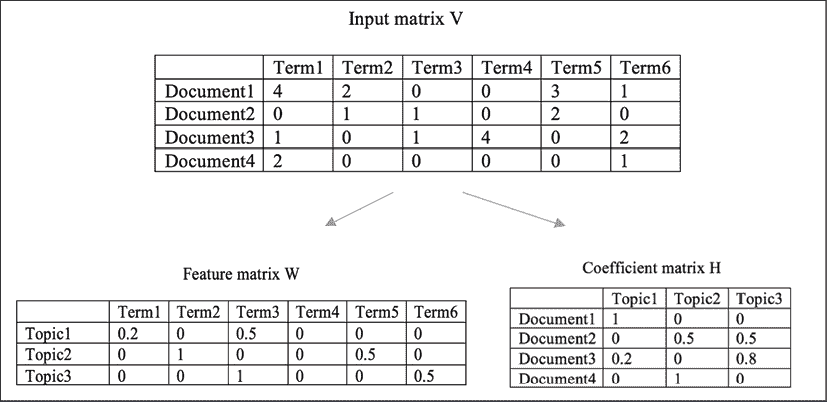 Input matrix V
Term1 Term2 Term3 Term4 Term5 Term6
Document1 4 2 0 0 3 1
Document2 0 1 1 0 2 0
Document3 1 0 1 4 0 2
Document4 2 0 0 0 0 1
Feature matrix W
Term1 Term2 Term3 Term4 Term5 Term6
Topic1 0.2 0 0.5 0 0 0
Topic2 0 1 0 0 0.5 0
Topic3 0 0 1 0 0 0.5
Coefficient matrix H
Topic1 Topic2 Topic3
Document1 1 0 0
Document2 0 0.5 0.5
Document3 0.2 0 0.8
Document4 0 1 0